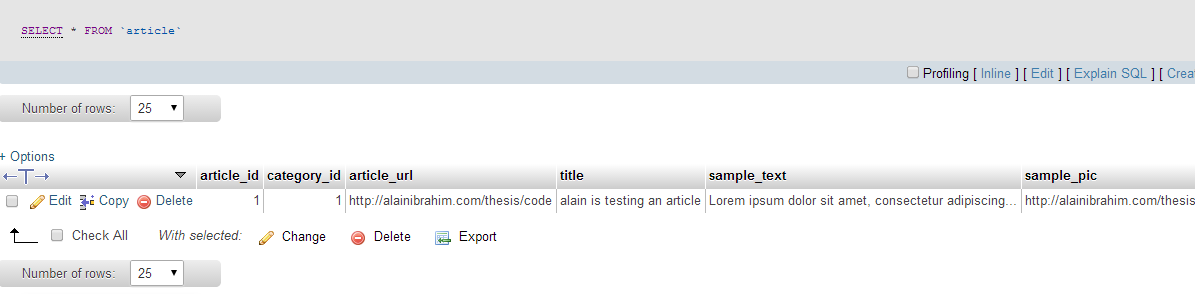 SELECT * FROM `article`
Profiling [ Inline ] [ Edit ] [ Explain SQL ] [ Crea
Number of rows: 25
+ Options
article_id category_id article_url title sample_text sample_pic
Edit Copy Delete 1 1 http://alainibrahim.com/thesis/code alain is testing an article Lorem ipsum dolor sit amet, consectetur adipiscing... http://alainibrahim.com/thesis
Check All With selected: Change Delete Export
Number of rows: 25